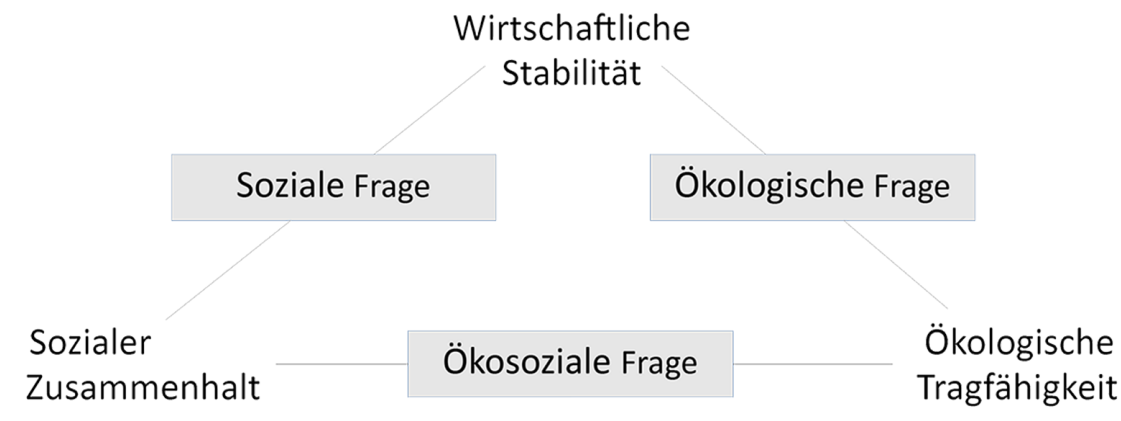 Wirtschaftliche
Stabilität
Soziale Frage
Ökologische Frage
Sozialer
Zusammenhalt
Ökosoziale Frage
Ökologische
Tragfähigkeit